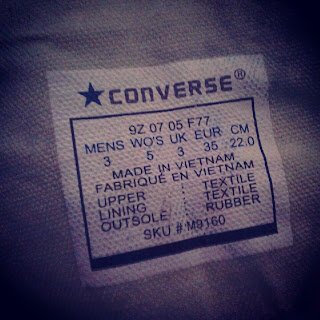 ★CONVERSE®
9Z 07 05 F77
MENS WO'S UK EUR CM
3 5 3 35 22.0
MADE IN VIETNAM
FABRIQUÉ EN VIETNAM
UPPER TEXTILE
LINING TEXTILE
OUTSOLE RUBBER
SKU # M9160